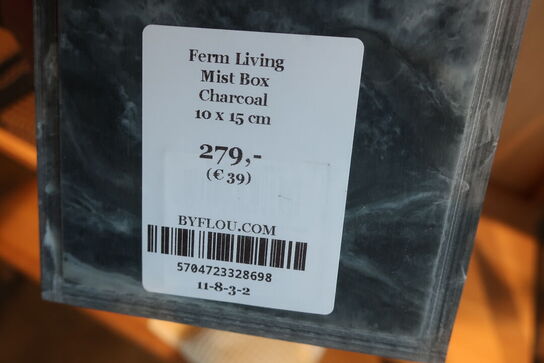 Ferm Living
Mist Box
Charcoal
10 x 15 cm
279,-
(€ 39)
BYFLOU.COM
5704723328698
11-8-3-2